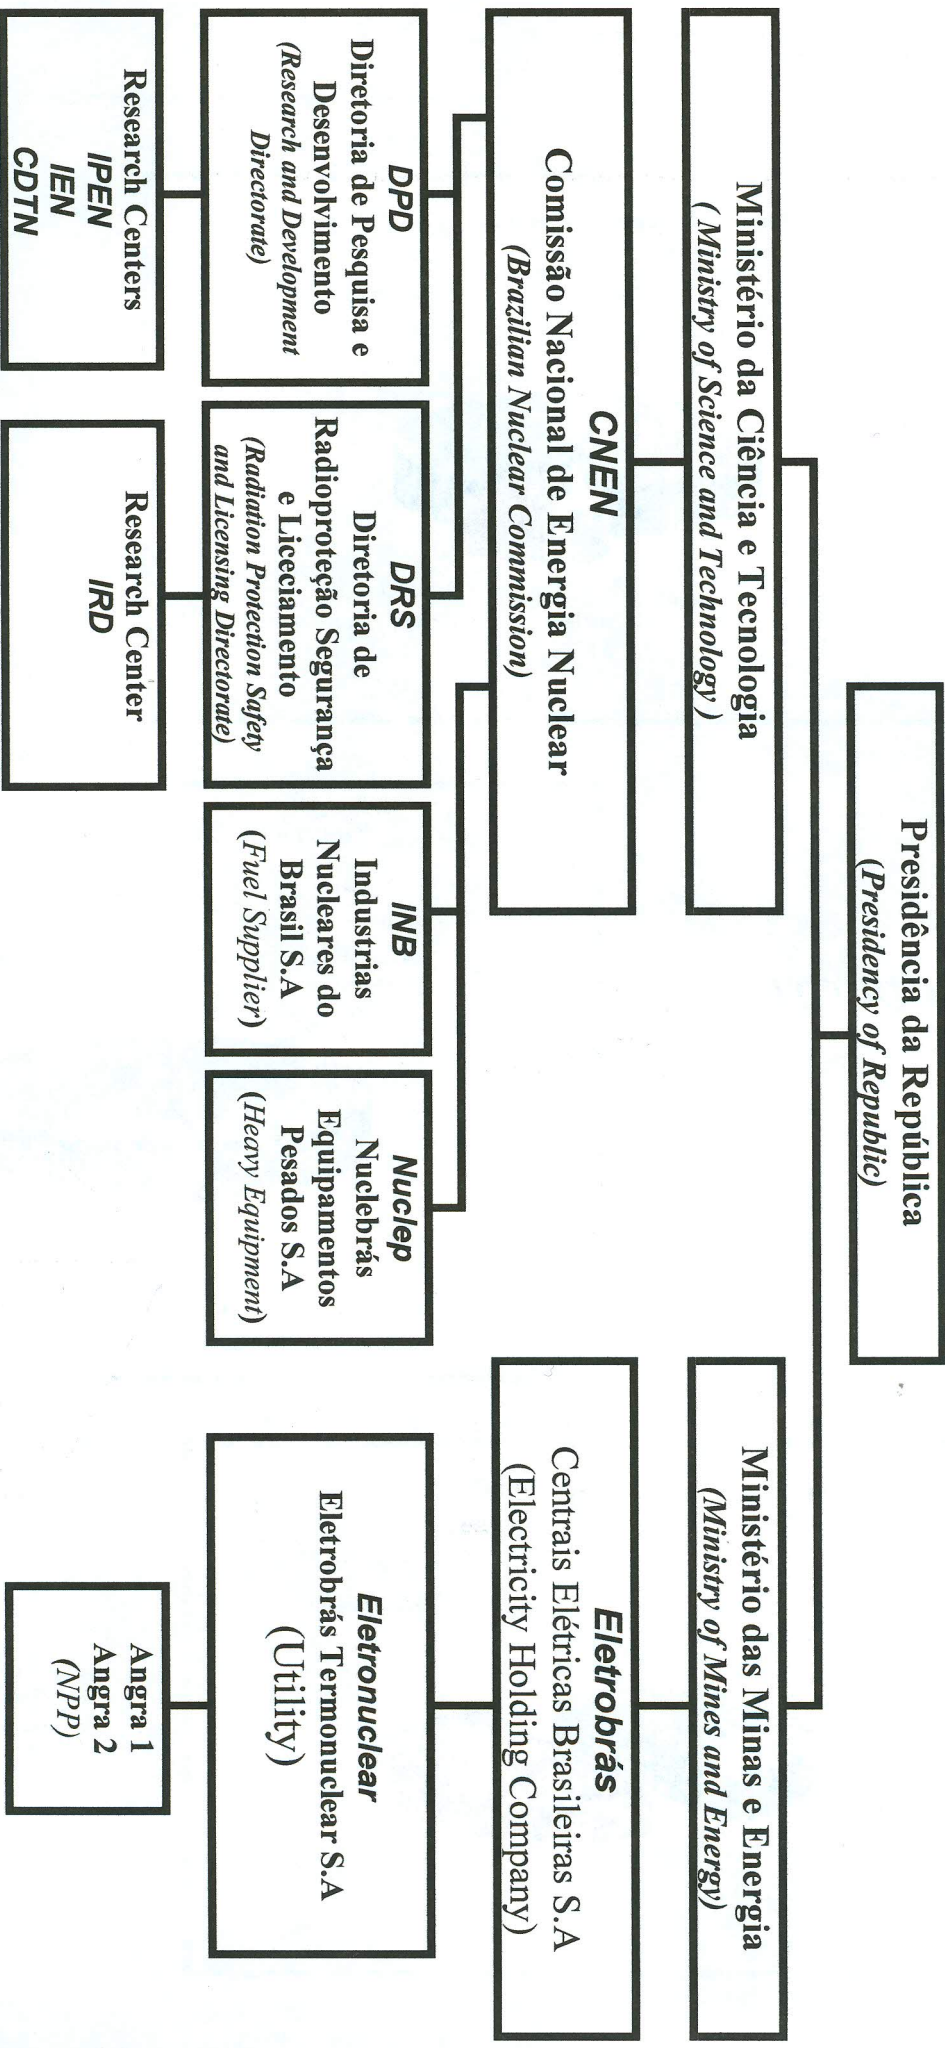 Presidência da República
(Presidency of Republic)
Ministério da Ciência e Tecnologia
( Ministry of Science and Technology )
Ministério das Minas e Energia
(Ministry of Mines and Energy)
CNEN
Comissão Nacional de Energia Nuclear
(Brazilian Nuclear Commission)
Eletrobrás
Centrais Elétricas Brasileiras S.A
(Electricity Holding Company)
DPD
Diretoria de Pesquisa e
Desenvolvimento
(Research and Development
Directorate)
DRS
Diretoria de
Radioproteção Segurança
e Liceciamento
(Radiation Protection Safety
and Licensing Directorate)
INB
Industrias
Nucleares do
Brasil S.A
(Fuel Supplier)
Nuclep
Nuclebrás
Equipamentos
Pesados S.A
(Heavy Equipment)
Eletronuclear
Eletrobrás Termonuclear S.A
(Utility)
Research Centers
IPEN
IEN
CDTN
Research Center
IRD
Angra 1
Angra 2
(NPP)